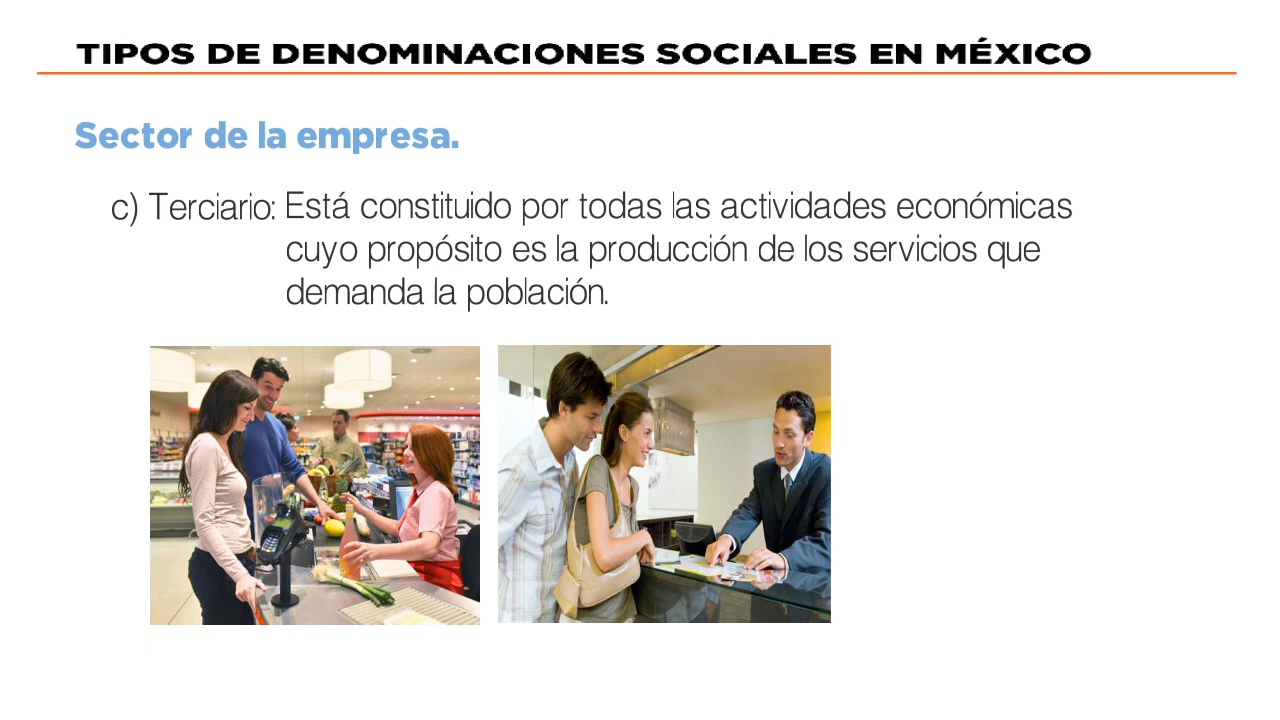 TIPOS DE DENOMINACIONES SOCIALES EN MÉXICO
Sector de la empresa.
c) Terciario: Está constituido por todas las actividades económicas
cuyo propósito es la producción de los servicios que
demanda la población.